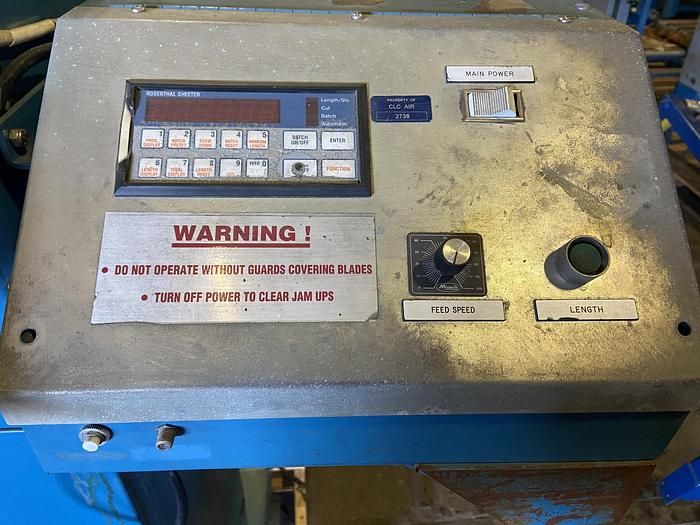 ROSENTHAL SHEETER
Length/Slo
Cut
Batch
Automatic
1 PROG. DISPLAY
2 BATCH PRESET
3 SLOW DOWN
4 BATCH RESET
5 RANDOM LENGTH
BATCH ON/OFF
ENTER
6 LENGTH DISPLAY
7 TOTAL DISPLAY
8 LENGTH RESET
9 CUT
FEED 0
FUNCTION
PROPERTY OF
CLC AIR
2738
MAIN POWER
WARNING !
• DO NOT OPERATE WITHOUT GUARDS COVERING BLADES
• TURN OFF POWER TO CLEAR JAM UPS
FEED SPEED
LENGTH